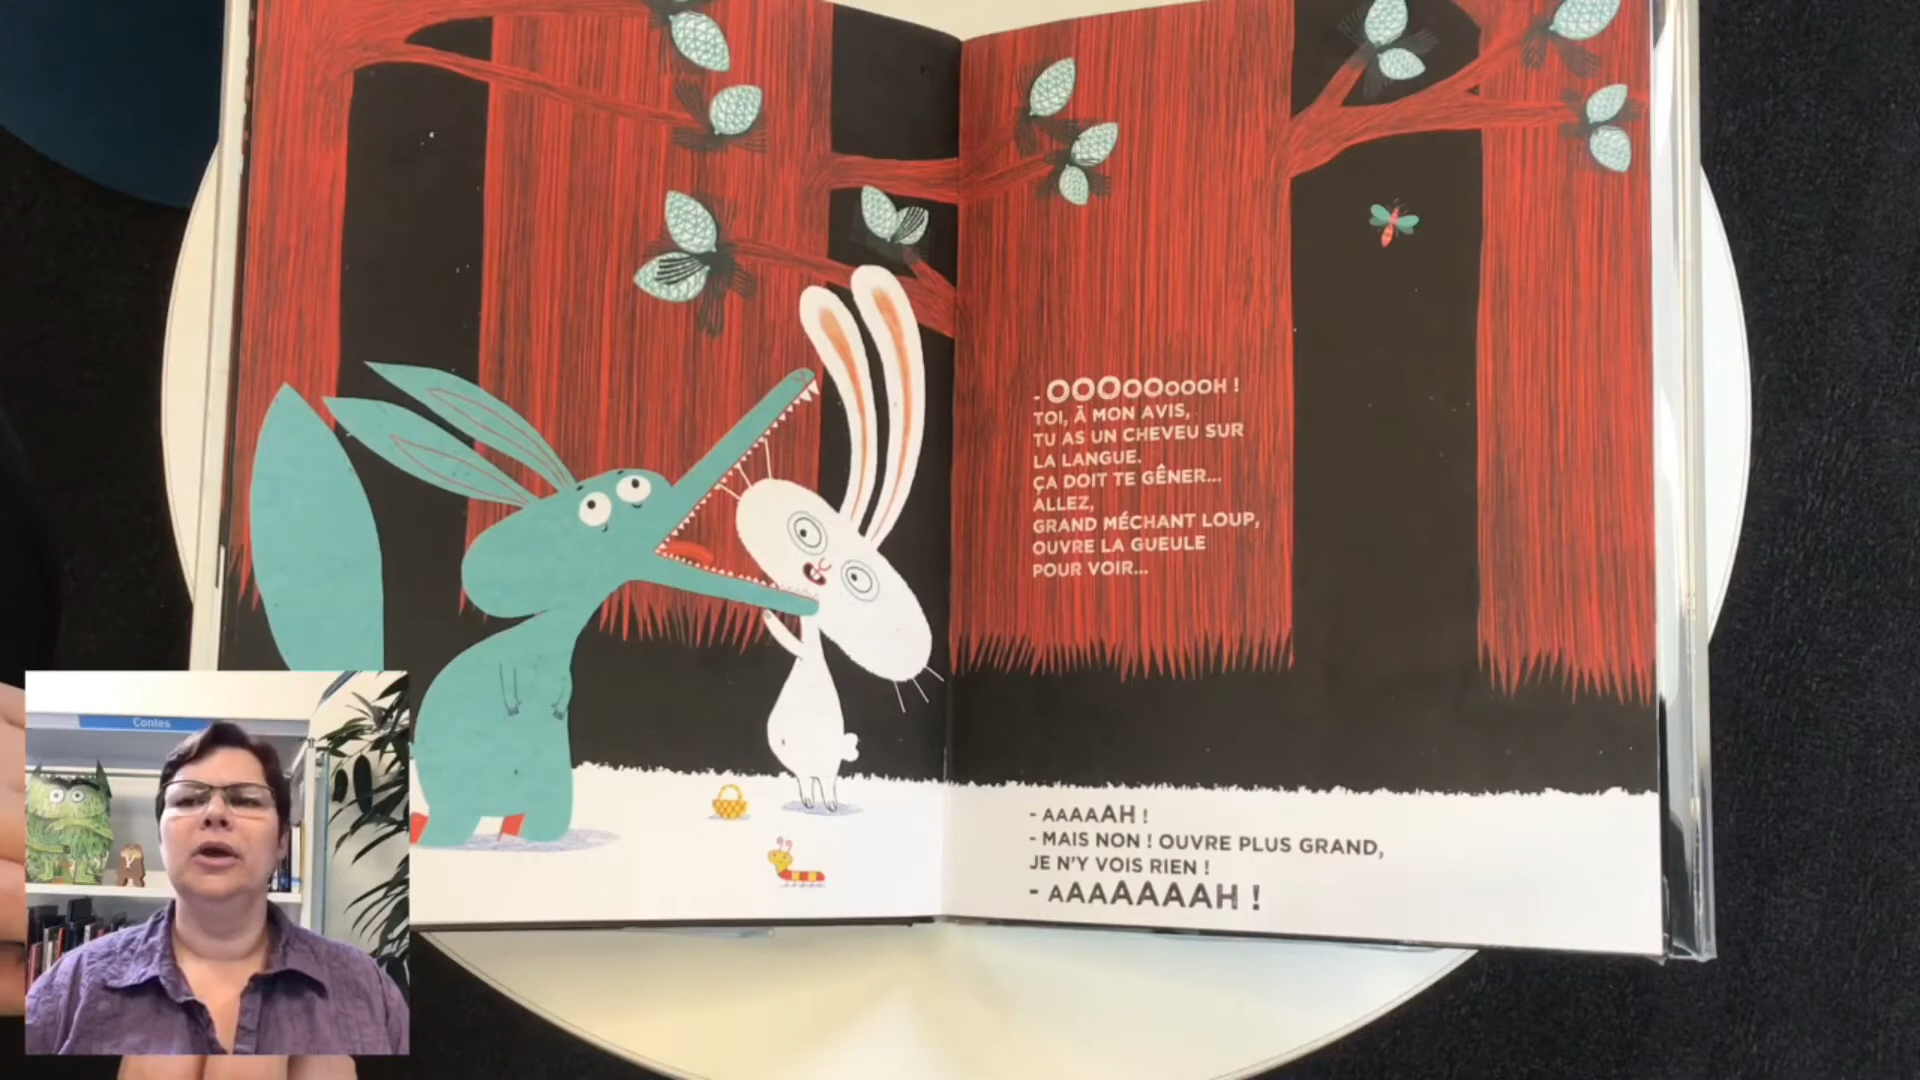 - OOOOOOOOH !
TOI, À MON AVIS,
TU AS UN CHEVEU SUR
LA LANGUE.
ÇA DOIT TE GÊNER...
ALLEZ,
GRAND MÉCHANT LOUP,
OUVRE LA GUEULE
POUR VOIR...
- AAAAAH !
- MAIS NON ! OUVRE PLUS GRAND,
JE N'Y VOIS RIEN !
- AAAAAAAH !
Contes